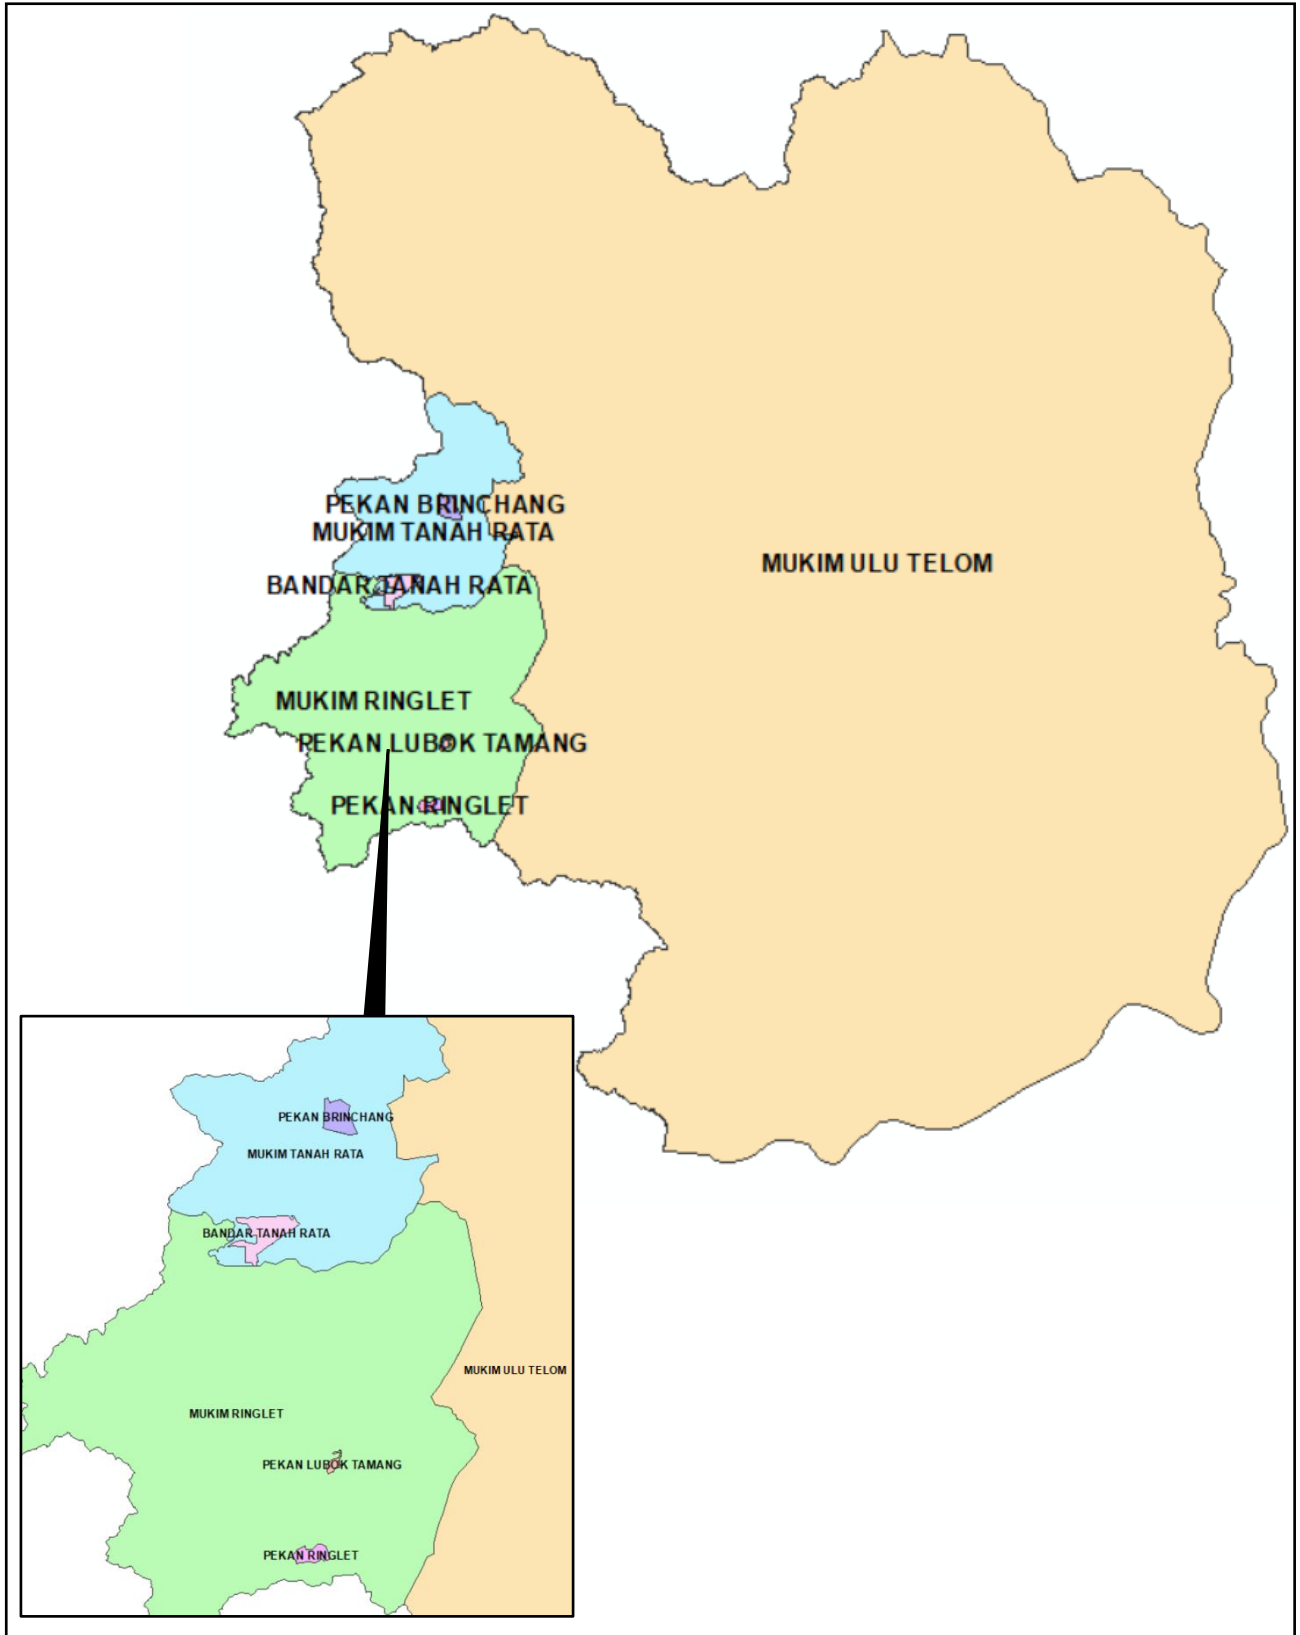 PEKAN BRINCHANG
MUKIM TANAH RATA
MUKIM ULU TELOM
BANDAR TANAH RATA
MUKIM RINGLET
PEKAN LUBOK TAMANG
PEKAN RINGLET
PEKAN BRINCHANG
MUKIM TANAH RATA
BANDAR TANAH RATA
MUKIM ULU TELOM
MUKIM RINGLET
PEKAN LUBOK TAMANG
PEKAN RINGLET